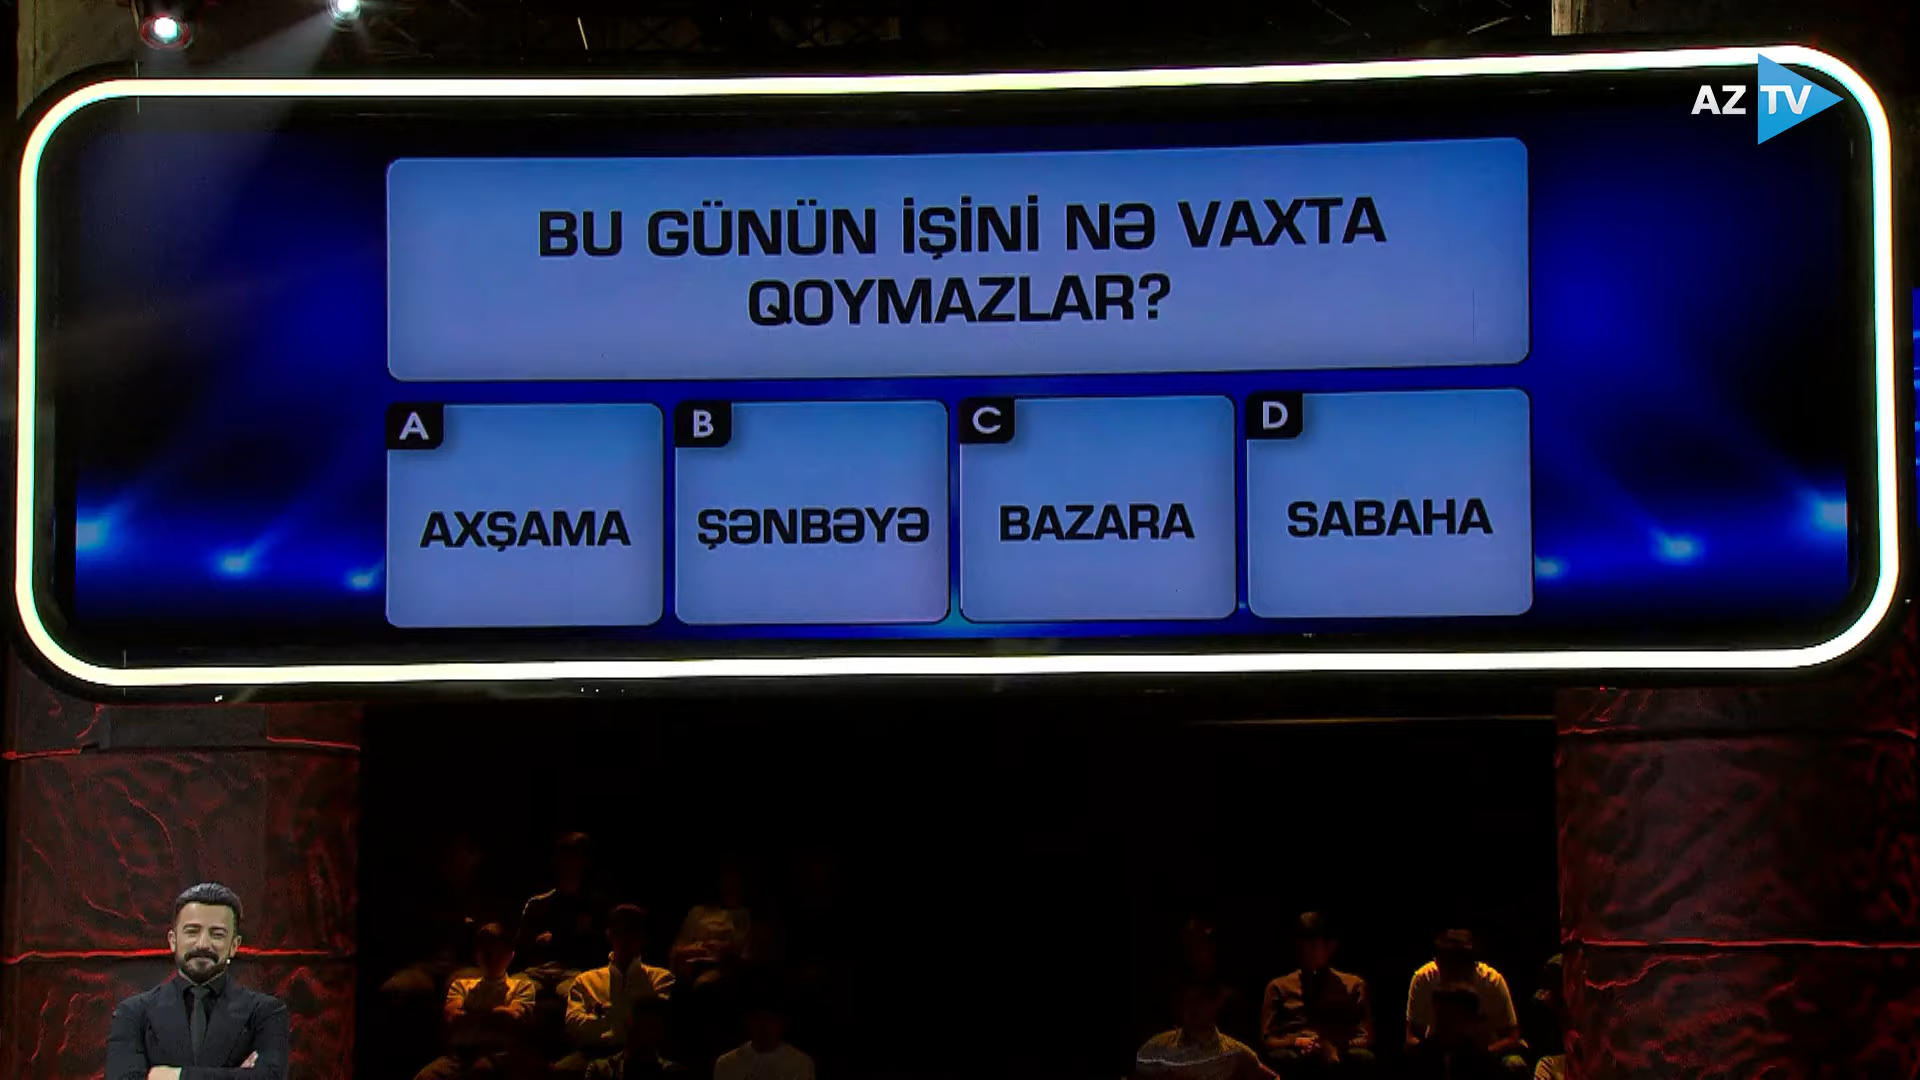 AZ TV
BU GÜNÜN İŞİNİ NƏ VAXTA
QOYMAZLAR?
A
AXŞAMA
B
ŞƏNBƏYƏ
C
BAZARA
D
SABAHA